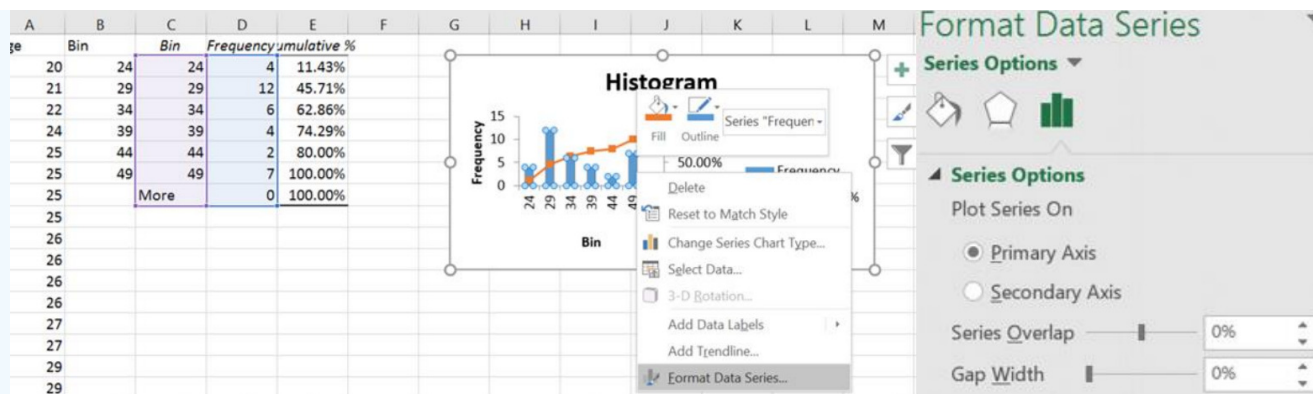 A B C D E F G H I J K L M
ge Bin Bin Frequency umulative %
20 24 24 4 11.43%
21 29 29 12 45.71%
22 34 34 6 62.86%
24 39 39 4 74.29%
25 44 44 2 80.00%
25 49 49 7 100.00%
25 More 0 100.00%
25
26
26
26
26
27
27
29
29
Histogram
Frequency
15
10
5
0
24 29 34 39 44 49
Bin
50.00%
%
Frequency
Fill Outline
Series "Frequen
Delete
Reset to Match Style
Change Series Chart Type...
Select Data...
3-D Rotation...
Add Data Labels
Add Trendline...
Format Data Series...
Format Data Series
Series Options
Series Options
Plot Series On
Primary Axis
Secondary Axis
Series Overlap 0%
Gap Width 0%